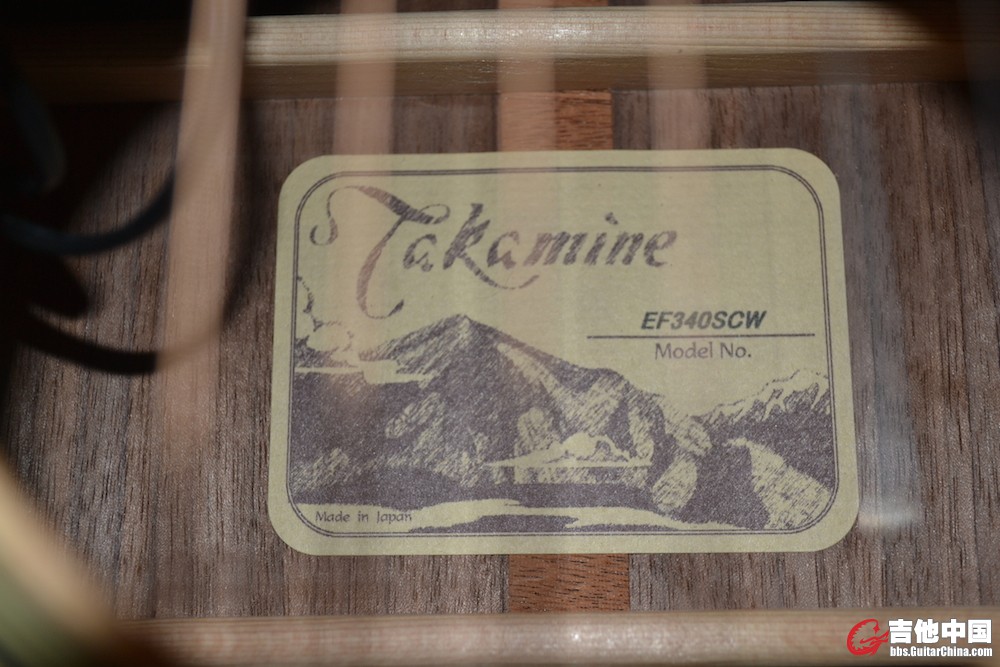 Takamine
EF340SCW
Model No.
Made in Japan
吉他中国
bbs.GuitarChina.com